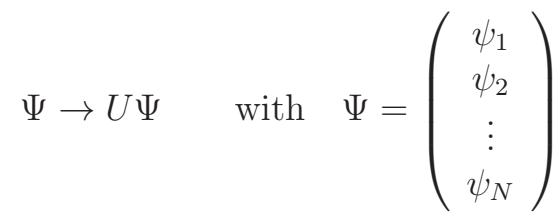 Ψ → UΨ with Ψ = ( ψ₁
ψ₂
⋮
ψ_N )